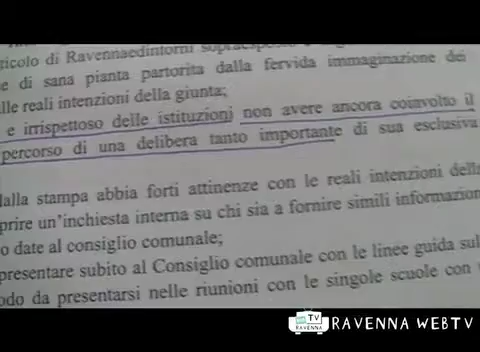 ticolo di Ravennaedintorni
e di sana pianta partorita dalla fervida immaginazione dei
lle reali intenzioni della giunta;
e irrispettoso delle istituzioni non avere ancora coinvolto il
percorso di una delibera tanto importante di sua esclusiva
alla stampa abbia forti attinenze con le reali intenzioni della
prire un'inchiesta interna su chi sia a fornire simili informazion
o date al consiglio comunale;
presentare subito al Consiglio comunale con le linee guida sul
odo da presentarsi nelle riunioni con le singole scuole con
TV
RAVENNA
RAVENNA WEBTV